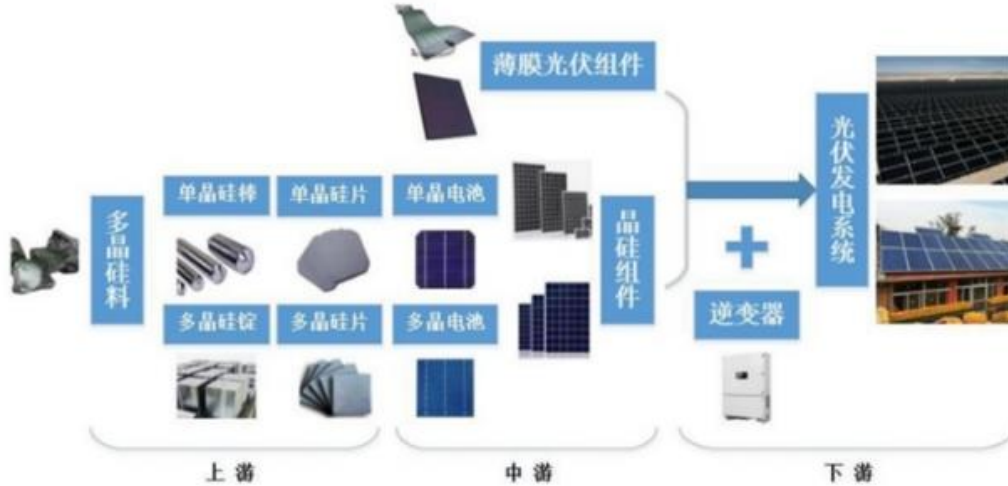 薄膜光伏组件
多晶硅料
单晶硅棒
单晶硅片
单晶电池
多晶硅锭
多晶硅片
多晶电池
晶硅组件
逆变器
光伏发电系统
上游
中游
下游